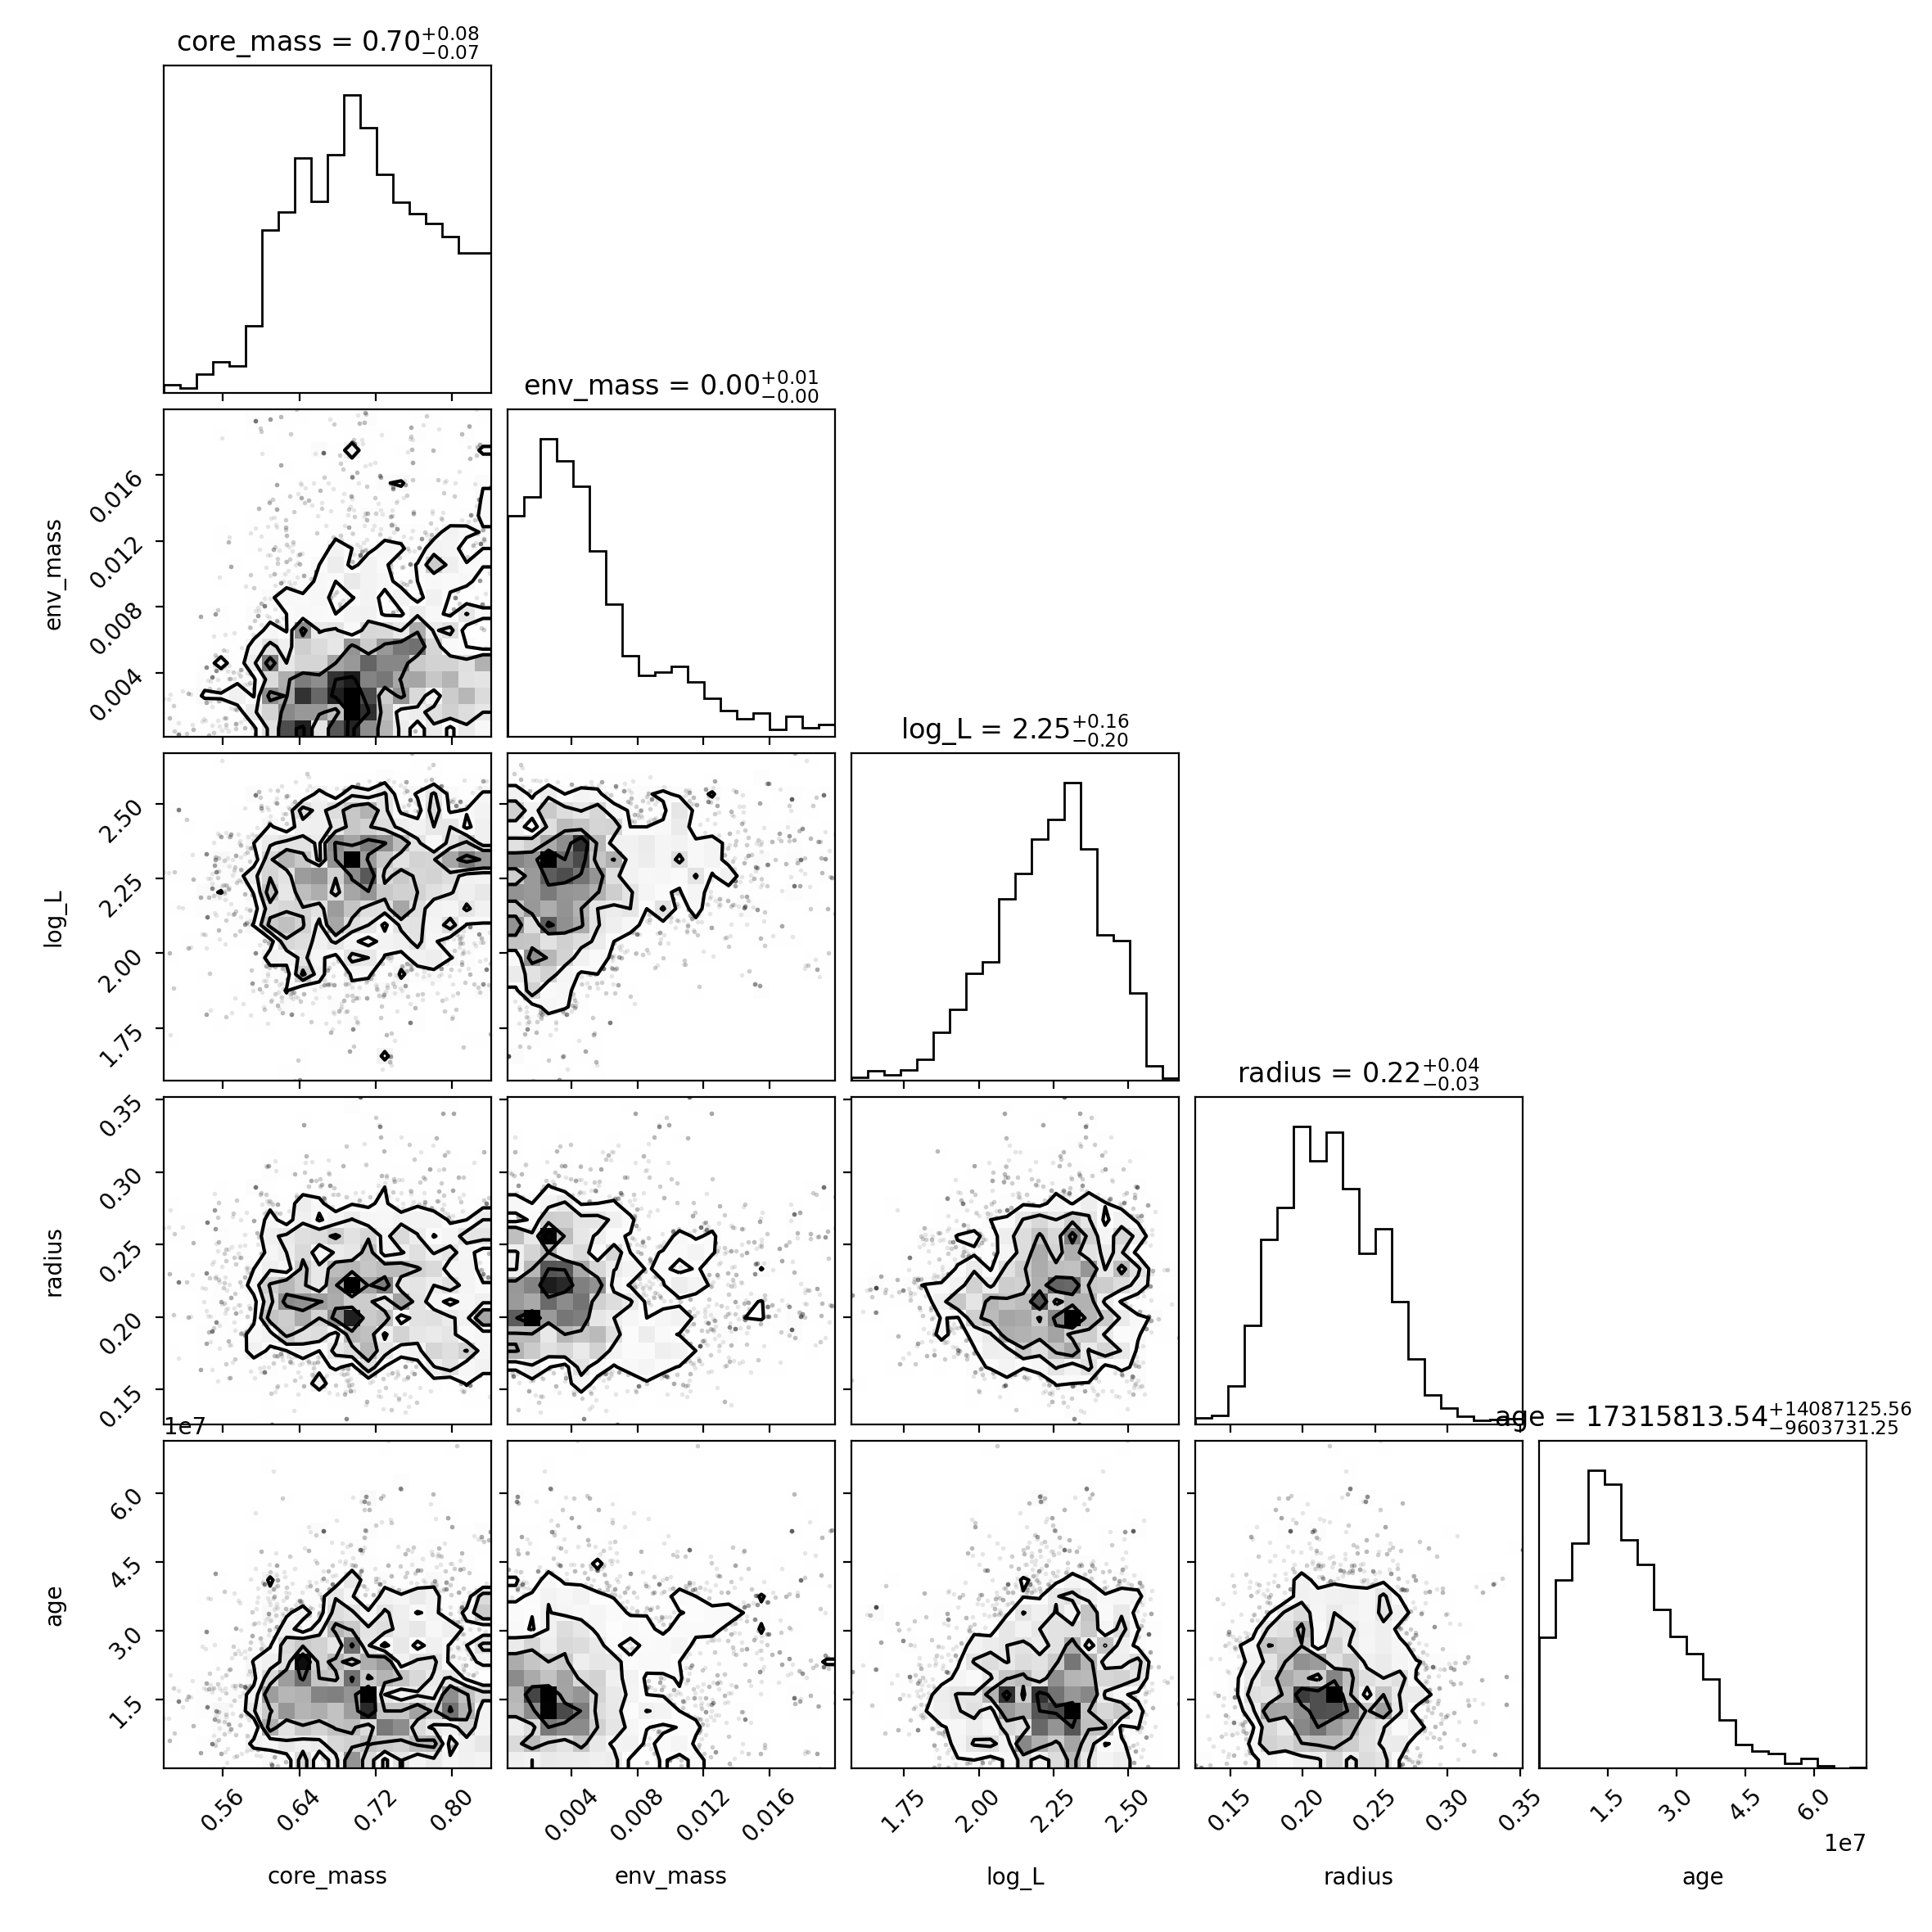 core_mass = 0.70+0.08−0.07
env_mass = 0.00+0.01−0.00
log_L = 2.25+0.16−0.20
radius = 0.22+0.04−0.03
age = 17315813.54+14087125.56−9603731.25
env_mass
0.016
0.012
0.008
0.004
log_L
2.50
2.25
2.00
1.75
radius
0.35
0.30
0.25
0.20
0.15
1e7
age
6.0
4.5
3.0
1.5
0.56 0.64 0.72 0.80
0.004 0.008 0.012 0.016
1.75 2.00 2.25 2.50
0.15 0.20 0.25 0.30 0.35
1.5 3.0 4.5 6.0
1e7
core_mass
env_mass
log_L
radius
age